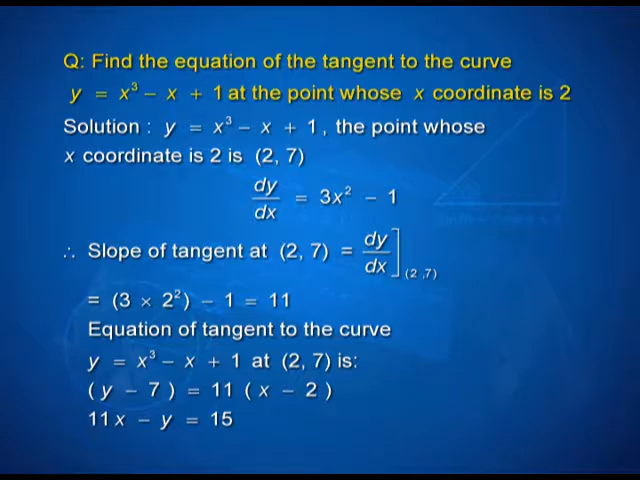 Q: Find the equation of the tangent to the curve
y = x³ – x + 1 at the point whose x coordinate is 2
Solution : y = x³ – x + 1 , the point whose
x coordinate is 2 is (2, 7)
dy/dx = 3x² – 1
∴ Slope of tangent at (2, 7) = dy/dx](2 ,7)
= (3 × 2²) – 1 = 11
Equation of tangent to the curve
y = x³ – x + 1 at (2, 7) is:
( y – 7 ) = 11 ( x – 2 )
11x – y = 15